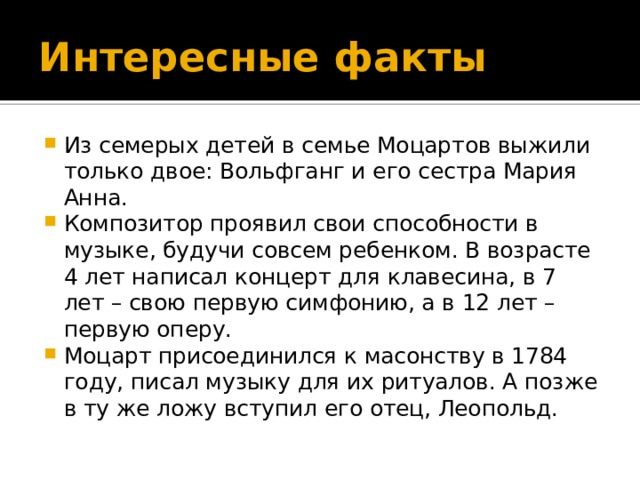 Интересные факты
Из семерых детей в семье Моцартов выжили
только двое: Вольфганг и его сестра Мария
Анна.
Композитор проявил свои способности в
музыке, будучи совсем ребенком. В возрасте
4 лет написал концерт для клавесина, в 7
лет – свою первую симфонию, а в 12 лет –
первую оперу.
Моцарт присоединился к масонству в 1784
году, писал музыку для их ритуалов. А позже
в ту же ложу вступил его отец, Леопольд.